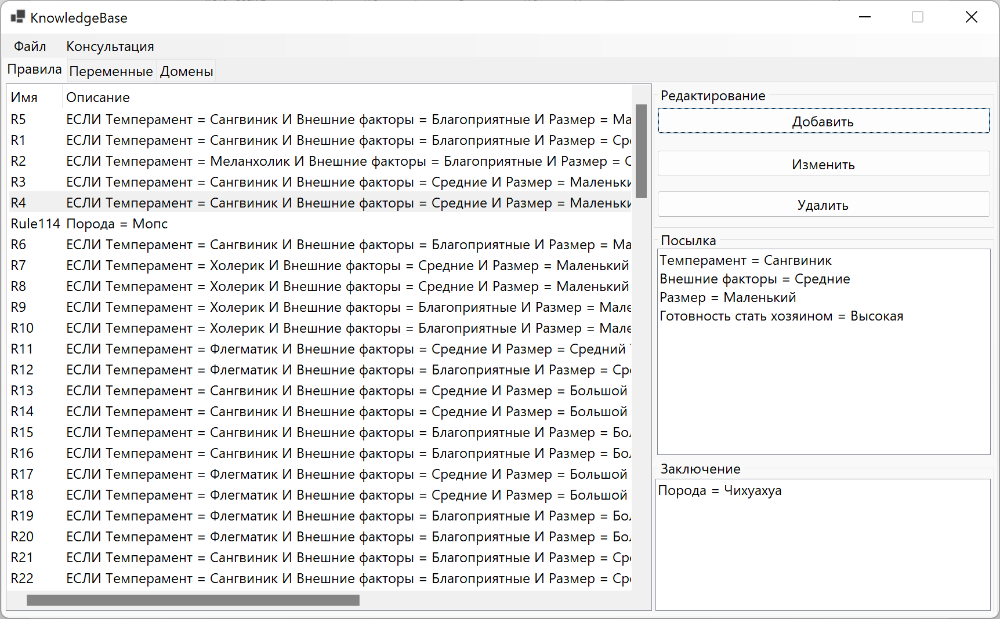 KnowledgeBase
Файл Консультация
Правила Переменные Домены
Имя Описание
R5 ЕСЛИ Темперамент = Сангвиник И Внешние факторы = Благоприятные И Размер = Ма
R1 ЕСЛИ Темперамент = Сангвиник И Внешние факторы = Благоприятные И Размер = Сре
R2 ЕСЛИ Темперамент = Меланхолик И Внешние факторы = Благоприятные И Размер = С
R3 ЕСЛИ Темперамент = Сангвиник И Внешние факторы = Средние И Размер = Маленьки
R4 ЕСЛИ Темперамент = Сангвиник И Внешние факторы = Средние И Размер = Маленьки
Rule114 Порода = Мопс
R6 ЕСЛИ Темперамент = Сангвиник И Внешние факторы = Благоприятные И Размер = Ма
R7 ЕСЛИ Темперамент = Холерик И Внешние факторы = Средние И Размер = Маленький
R8 ЕСЛИ Темперамент = Холерик И Внешние факторы = Средние И Размер = Маленький
R9 ЕСЛИ Темперамент = Холерик И Внешние факторы = Благоприятные И Размер = Мале
R10 ЕСЛИ Темперамент = Холерик И Внешние факторы = Благоприятные И Размер = Мале
R11 ЕСЛИ Темперамент = Флегматик И Внешние факторы = Средние И Размер = Средний
R12 ЕСЛИ Темперамент = Флегматик И Внешние факторы = Благоприятные И Размер = Сре
R13 ЕСЛИ Темперамент = Сангвиник И Внешние факторы = Средние И Размер = Большой
R14 ЕСЛИ Темперамент = Сангвиник И Внешние факторы = Средние И Размер = Большой
R15 ЕСЛИ Темперамент = Сангвиник И Внешние факторы = Благоприятные И Размер = Бол
R16 ЕСЛИ Темперамент = Сангвиник И Внешние факторы = Благоприятные И Размер = Бол
R17 ЕСЛИ Темперамент = Флегматик И Внешние факторы = Средние И Размер = Большой
R18 ЕСЛИ Темперамент = Флегматик И Внешние факторы = Средние И Размер = Большой
R19 ЕСЛИ Темперамент = Флегматик И Внешние факторы = Благоприятные И Размер = Бол
R20 ЕСЛИ Темперамент = Флегматик И Внешние факторы = Благоприятные И Размер = Бол
R21 ЕСЛИ Темперамент = Сангвиник И Внешние факторы = Благоприятные И Размер = Сре
R22 ЕСЛИ Темперамент = Сангвиник И Внешние факторы = Благоприятные И Размер = Сре
Редактирование
Добавить
Изменить
Удалить
Посылка
Темперамент = Сангвиник
Внешние факторы = Средние
Размер = Маленький
Готовность стать хозяином = Высокая
Заключение
Порода = Чихуахуа